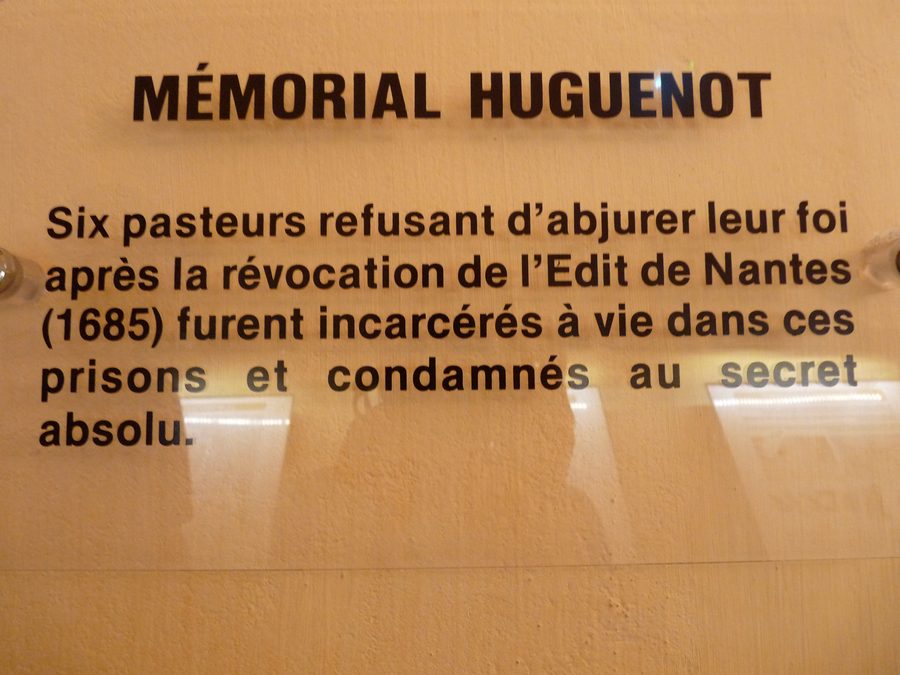 MÉMORIAL HUGUENOT
Six pasteurs refusant d'abjurer leur foi
après la révocation de l'Edit de Nantes
(1685) furent incarcérés à vie dans ces
prisons et condamnés au secret
absolu.